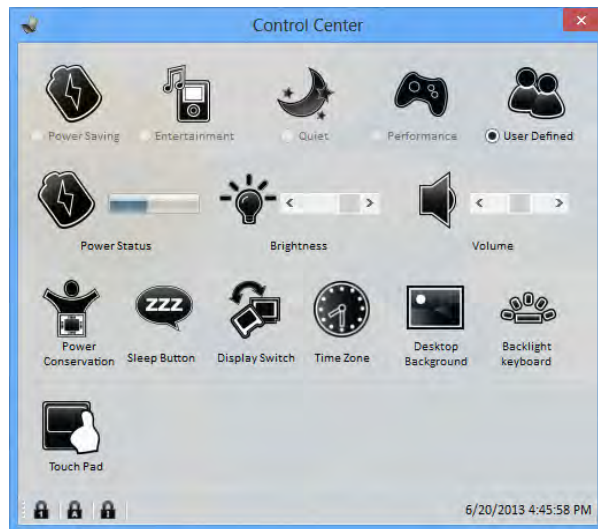 Control Center
Power Saving
Entertainment
Quiet
Performance
User Defined
Power Status
Brightness
Volume
ZZZ
Power
Conservation
Sleep Button
Display Switch
Time Zone
Desktop
Background
Backlight
keyboard
Touch Pad
1
A
6/20/2013 4:45:58 PM